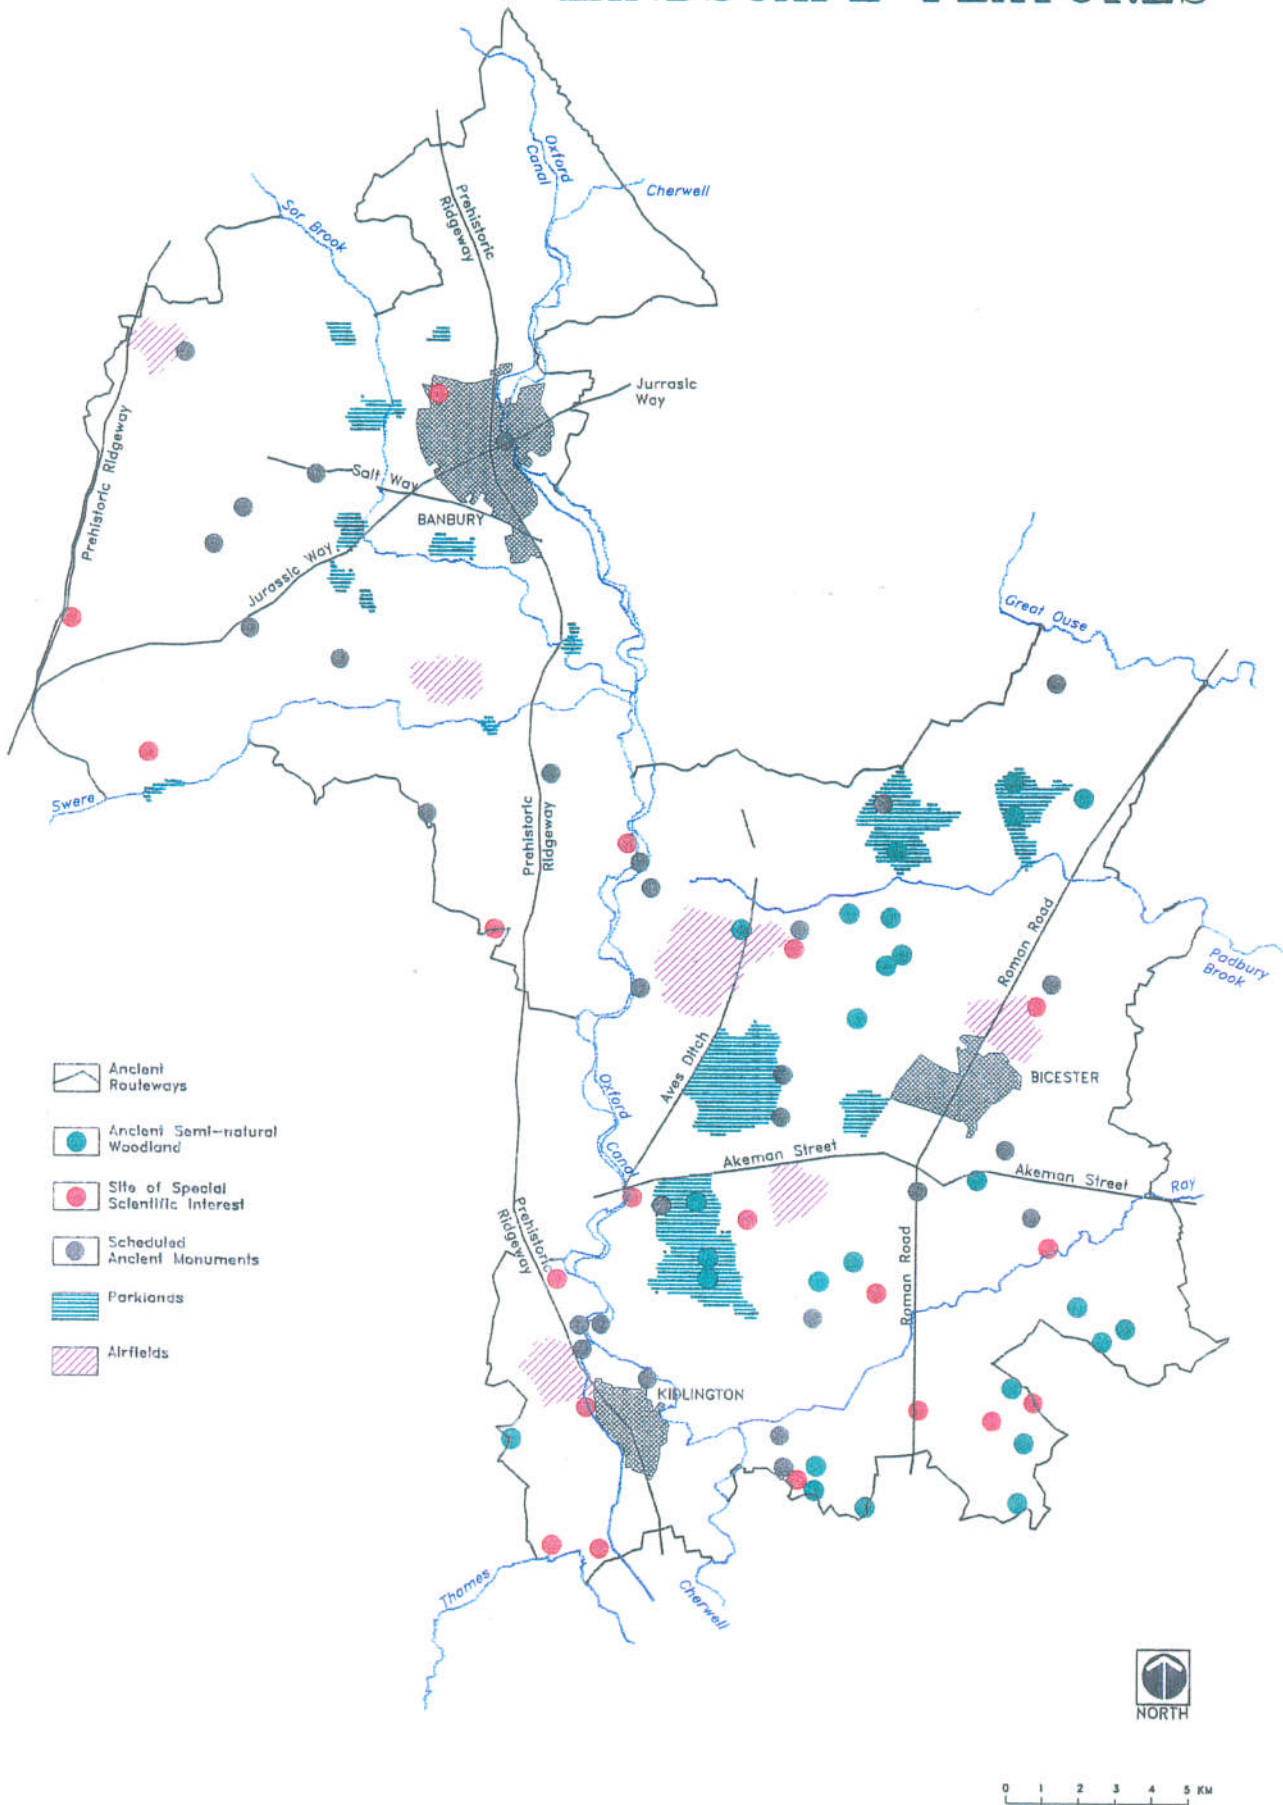 LANDSCAPE FEATURES
Oxford
Canal
Cherwell
Prehistoric
Ridgeway
Sor Brook
Jurrasic
Way
Prehistoric Ridgeway
Salt Way
BANBURY
Jurassic Way
Great Ouse
Swere
Prehistoric
Ridgeway
Roman Road
Padbury
Brook
Aves Ditch
Oxford
Canal
BICESTER
Akeman Street
Akeman Street
Ray
Prehistoric
Ridgeway
Roman Road
KIDLINGTON
Thames
Cherwell
Ancient
Routeways
Ancient Semi-natural
Woodland
Site of Special
Scientific Interest
Scheduled
Ancient Monuments
Parklands
Airfields
NORTH
0 1 2 3 4 5 KM